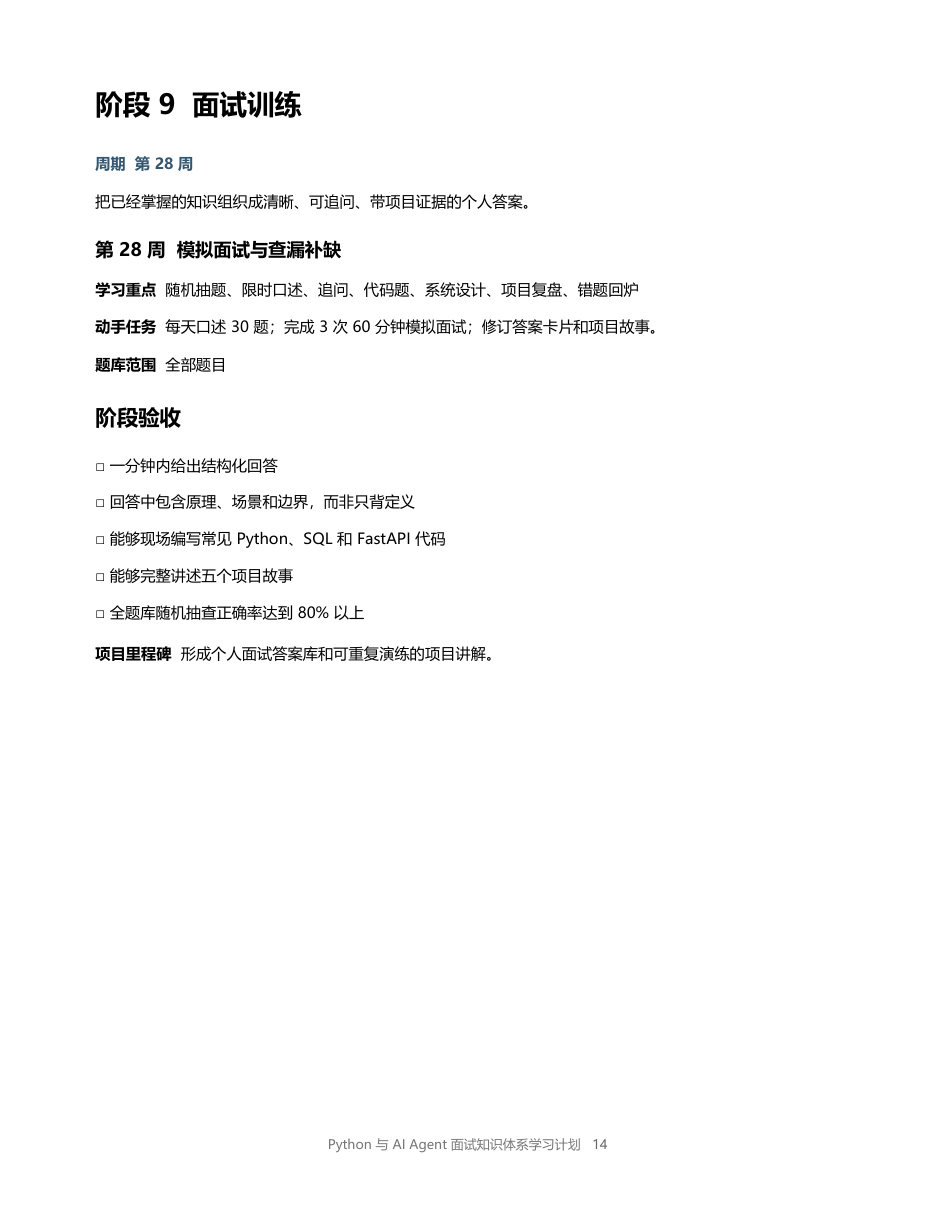 阶段 9 面试训练
周期 第 28 周
把已经掌握的知识组织成清晰、可追问、带项目证据的个人答案。
第 28 周 模拟面试与查漏补缺
学习重点 随机抽题、限时口述、追问、代码题、系统设计、项目复盘、错题回炉
动手任务 每天口述 30 题；完成 3 次 60 分钟模拟面试；修订答案卡片和项目故事。
题库范围 全部题目
阶段验收
□ 一分钟内给出结构化回答
□ 回答中包含原理、场景和边界，而非只背定义
□ 能够现场编写常见 Python、SQL 和 FastAPI 代码
□ 能够完整讲述五个项目故事
□ 全题库随机抽查正确率达到 80% 以上
项目里程碑 形成个人面试答案库和可重复演练的项目讲解。
Python 与 AI Agent 面试知识体系学习计划 14